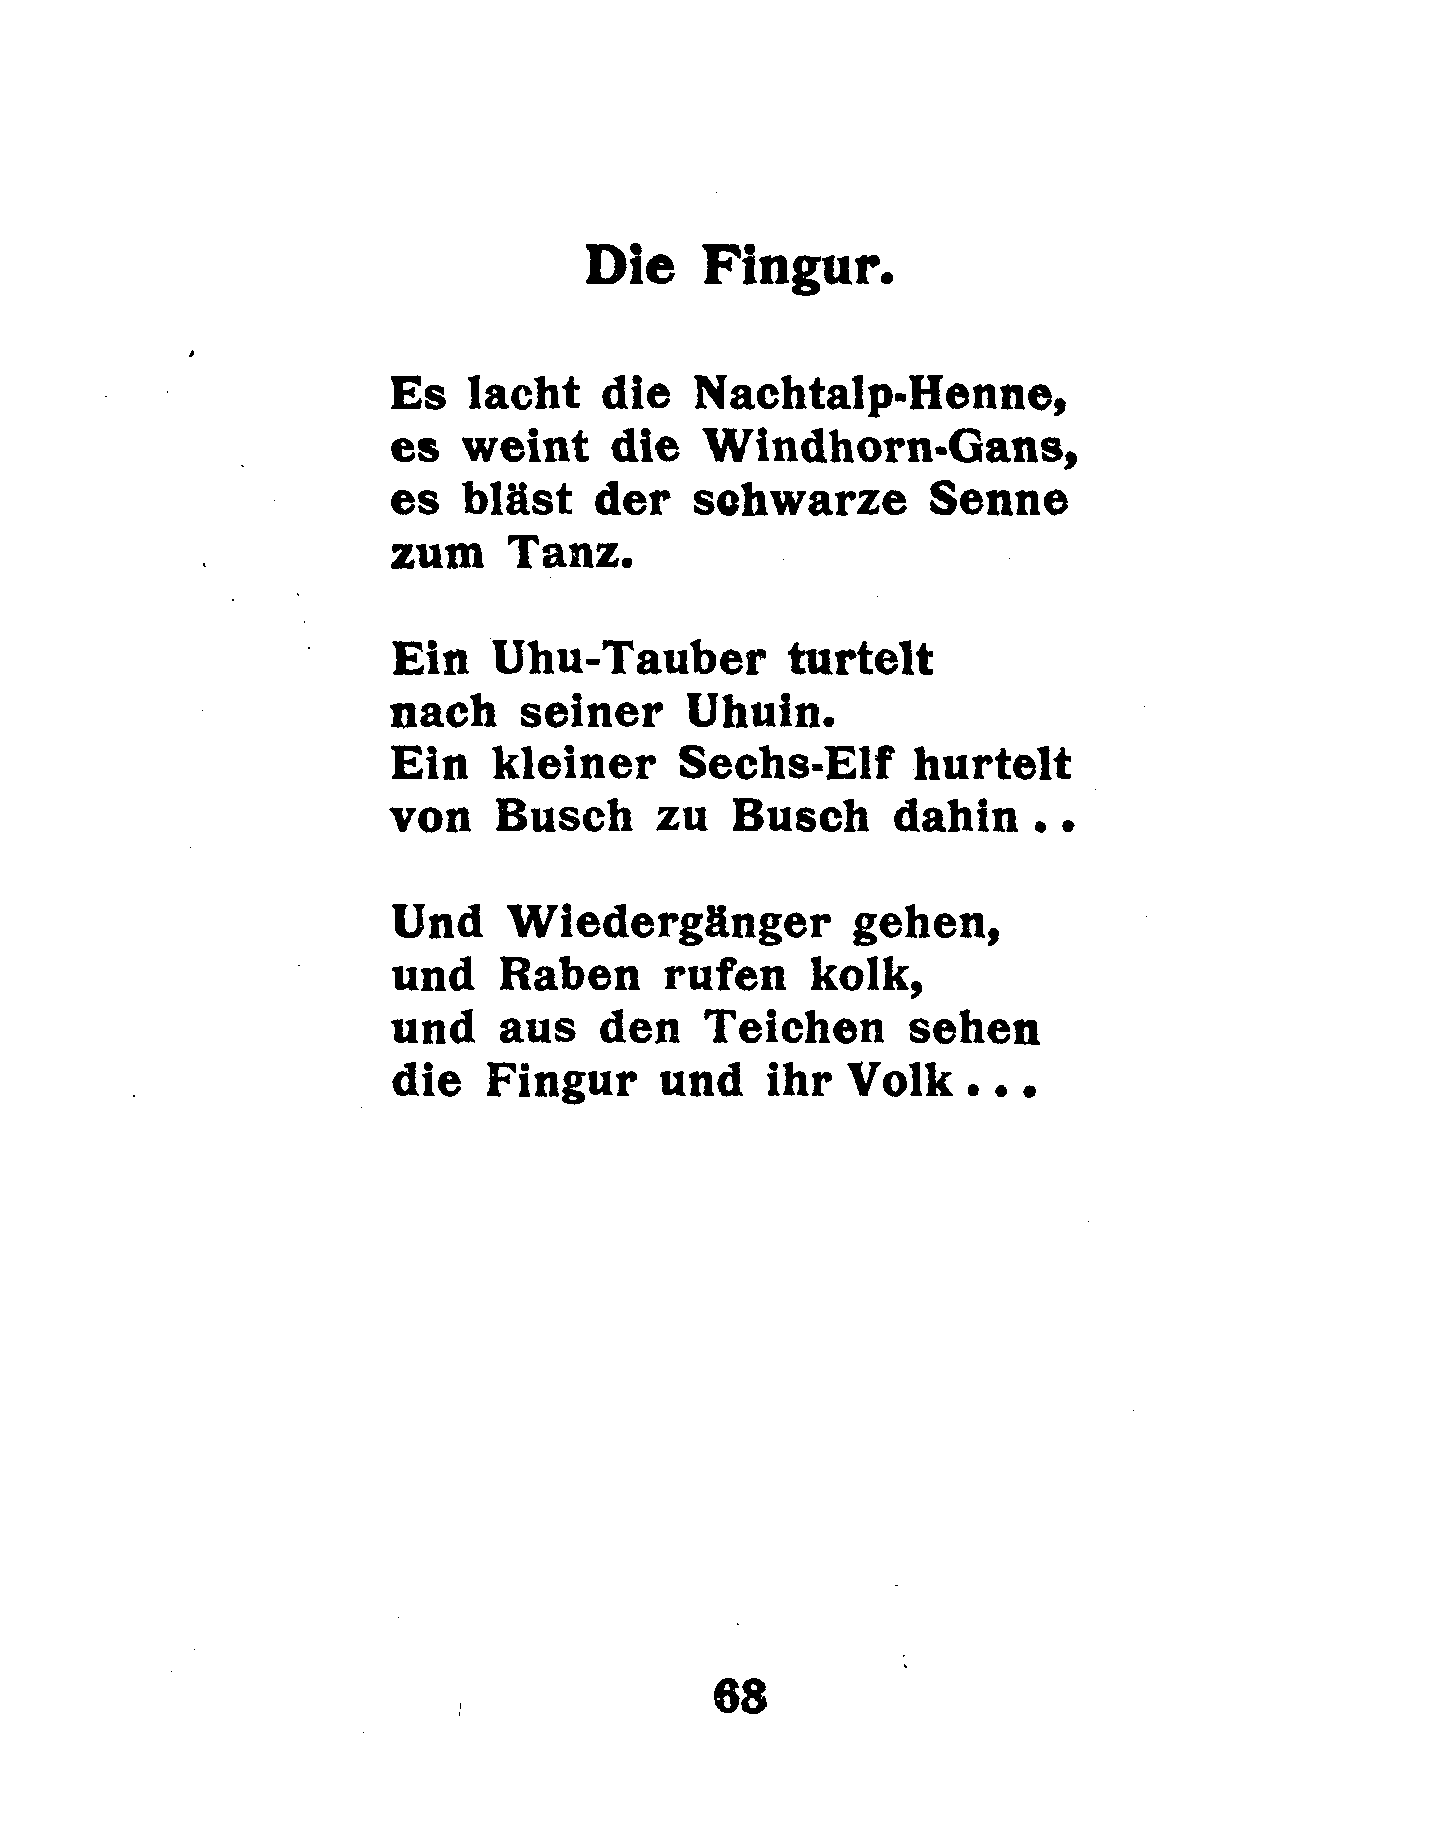 Die Fingur.
Es lacht die Nachtalp-Henne,
es weint die Windhorn-Gans,
es bläst der schwarze Senne
zum Tanz.
Ein Uhu-Tauber turtelt
nach seiner Uhuin.
Ein kleiner Sechs-Elf hurtelt
von Busch zu Busch dahin . .
Und Wiedergänger gehen,
und Raben rufen kolk,
und aus den Teichen sehen
die Fingur und ihr Volk . . .
68